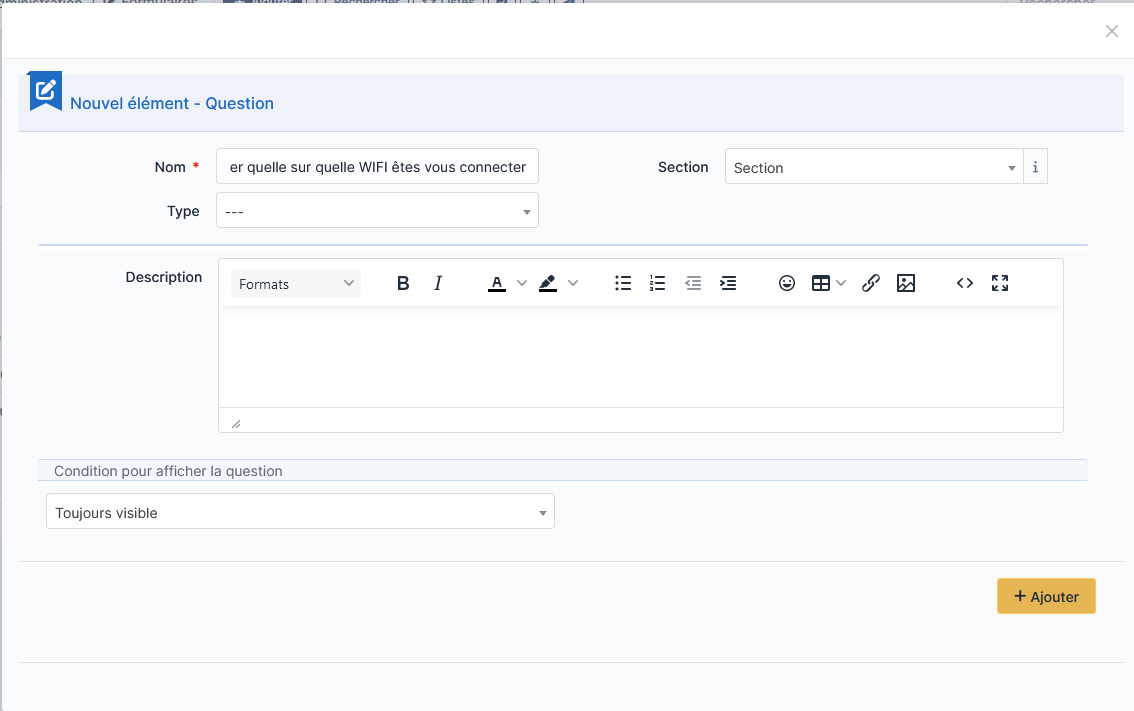 Nouvel élément - Question
Nom *
er quelle sur quelle WIFI êtes vous connecter
Section
Section
i
Type
---
Description
Formats
B
I
A
Condition pour afficher la question
Toujours visible
+ Ajouter